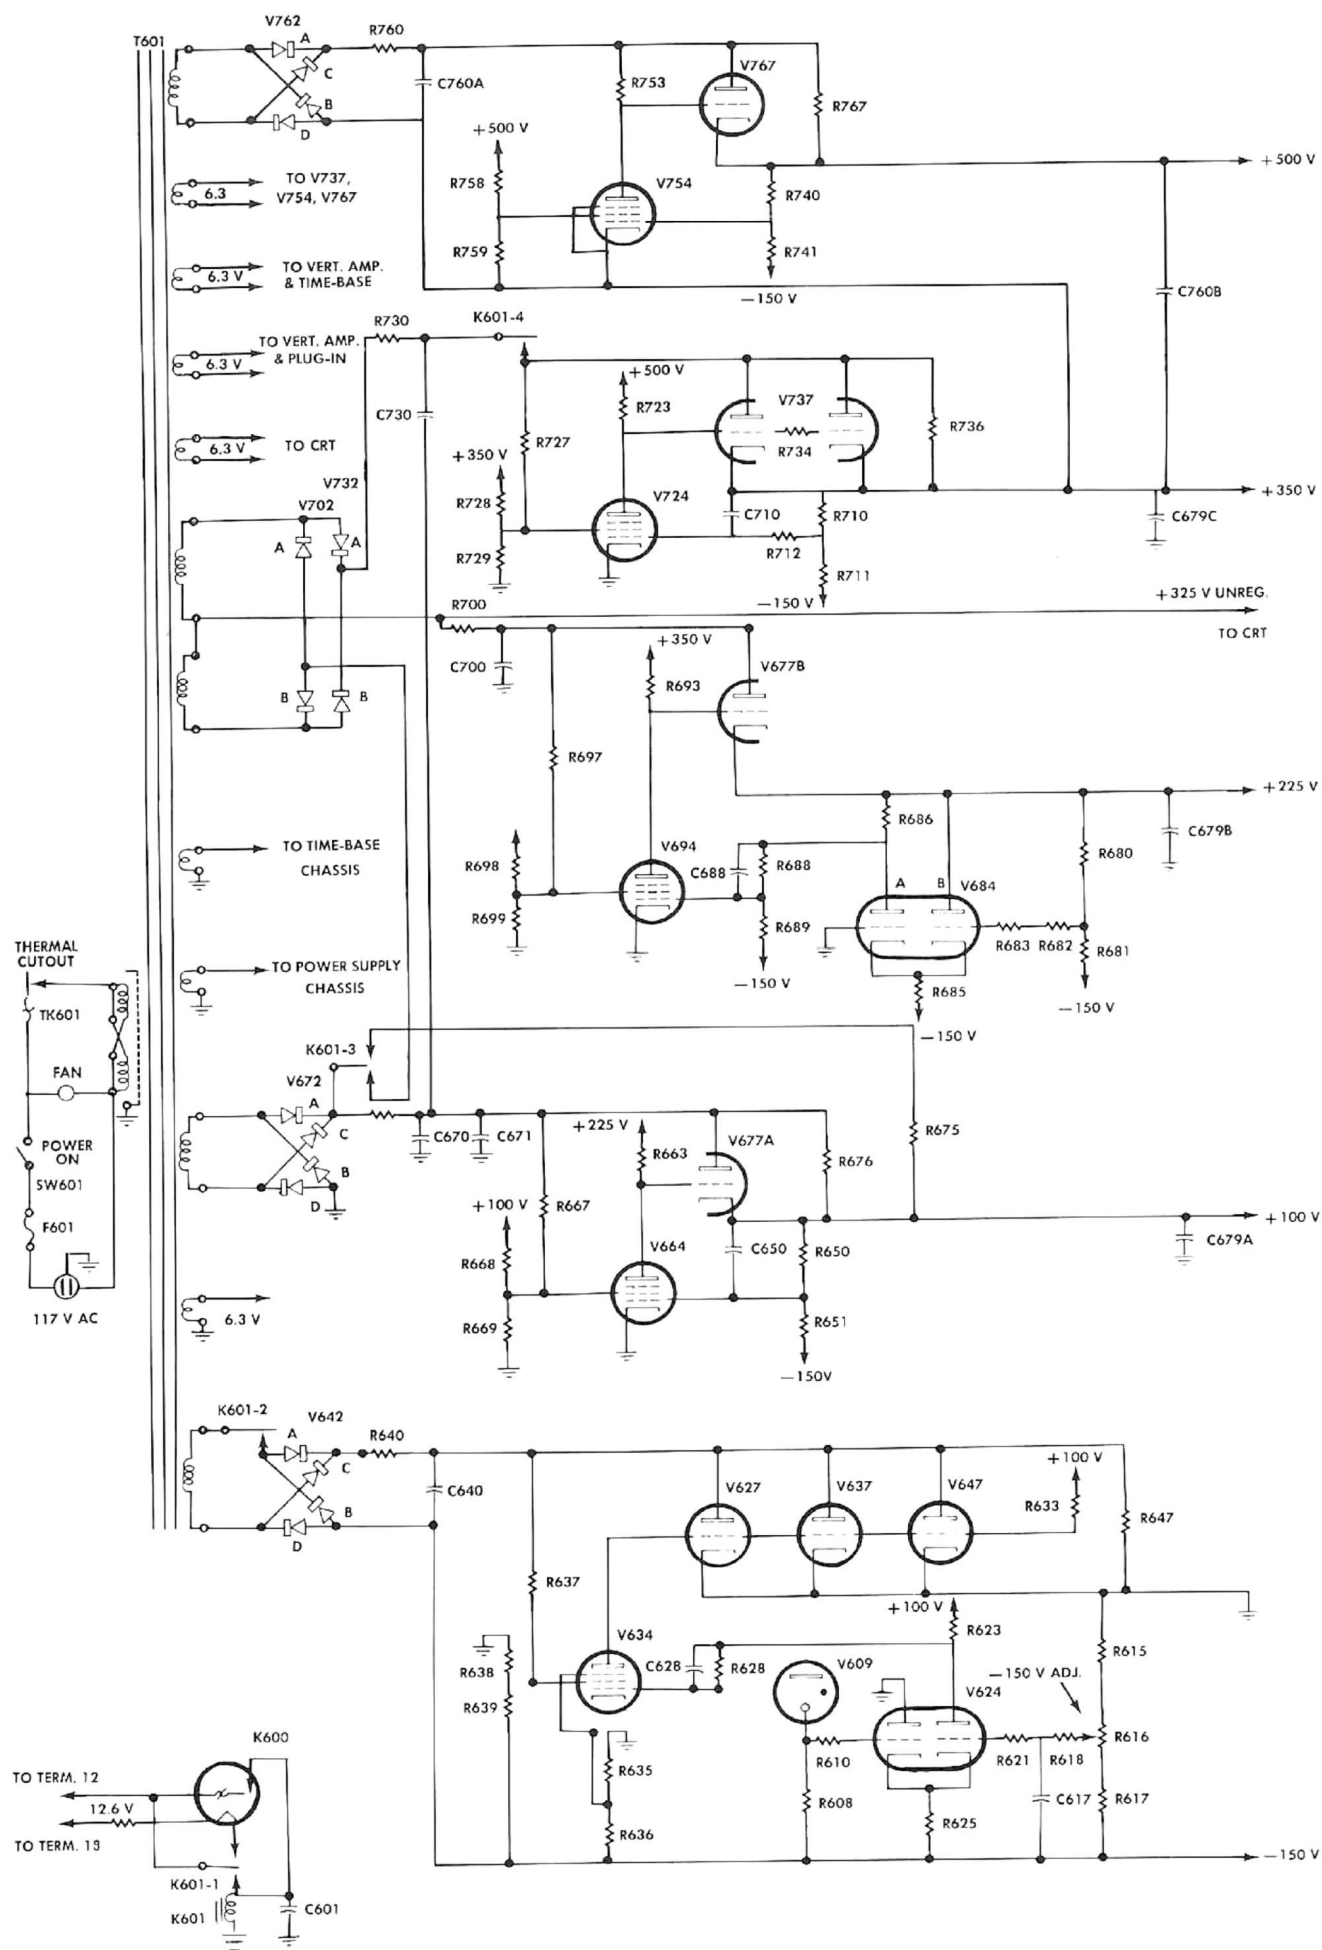 T601
V762
A
R760
C
B
D
C760A
R753
V767
R767
+500 V
R758
V754
R740
+500 V
R759
R741
−150 V
C760B
6.3
TO V737,
V754, V767
6.3 V
TO VERT. AMP.
& TIME-BASE
6.3 V
TO VERT. AMP.
& PLUG-IN
6.3 V
TO CRT
R730
K601-4
C730
R727
+500 V
R723
V737
R734
R736
+350 V
R728
V724
C710
R710
+350 V
C679C
R729
R712
R711
−150 V
V732
V702
A
A
B
B
+325 V UNREG.
TO CRT
R700
C700
+350 V
R693
V677B
R697
+225 V
R686
C679B
R680
R698
V694
C688
R688
A
B
V684
R699
R689
R683
R682
R681
−150 V
R685
−150 V
−150 V
TO TIME-BASE
CHASSIS
TO POWER SUPPLY
CHASSIS
THERMAL
CUTOUT
TK601
FAN
POWER
ON
SW601
F601
117 V AC
K601-3
V672
A
C
B
D
C670
C671
+225 V
R663
V677A
R676
R675
R667
+100 V
R668
V664
C650
R650
+100 V
C679A
R669
R651
−150V
6.3 V
K601-2
A
V642
R640
C
B
D
C640
V627
V637
V647
+100 V
R633
R647
R637
+100 V
R623
V634
C628
R628
V609
V624
−150 V ADJ.
R615
R638
R639
R610
R621
R618
R616
R635
R608
C617
R617
R636
R625
−150 V
K600
TO TERM. 12
12.6 V
TO TERM. 13
K601-1
K601
C601